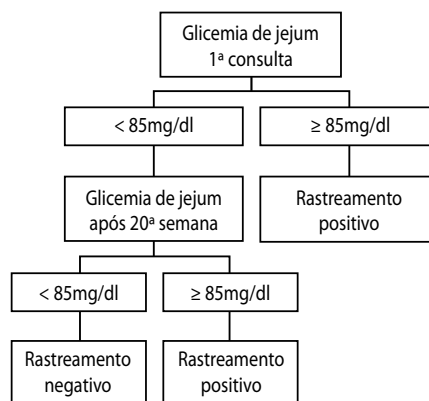 Glicemia de jejum
1ª consulta
< 85mg/dl
≥ 85mg/dl
Glicemia de jejum
após 20ª semana
Rastreamento
positivo
< 85mg/dl
≥ 85mg/dl
Rastreamento
negativo
Rastreamento
positivo